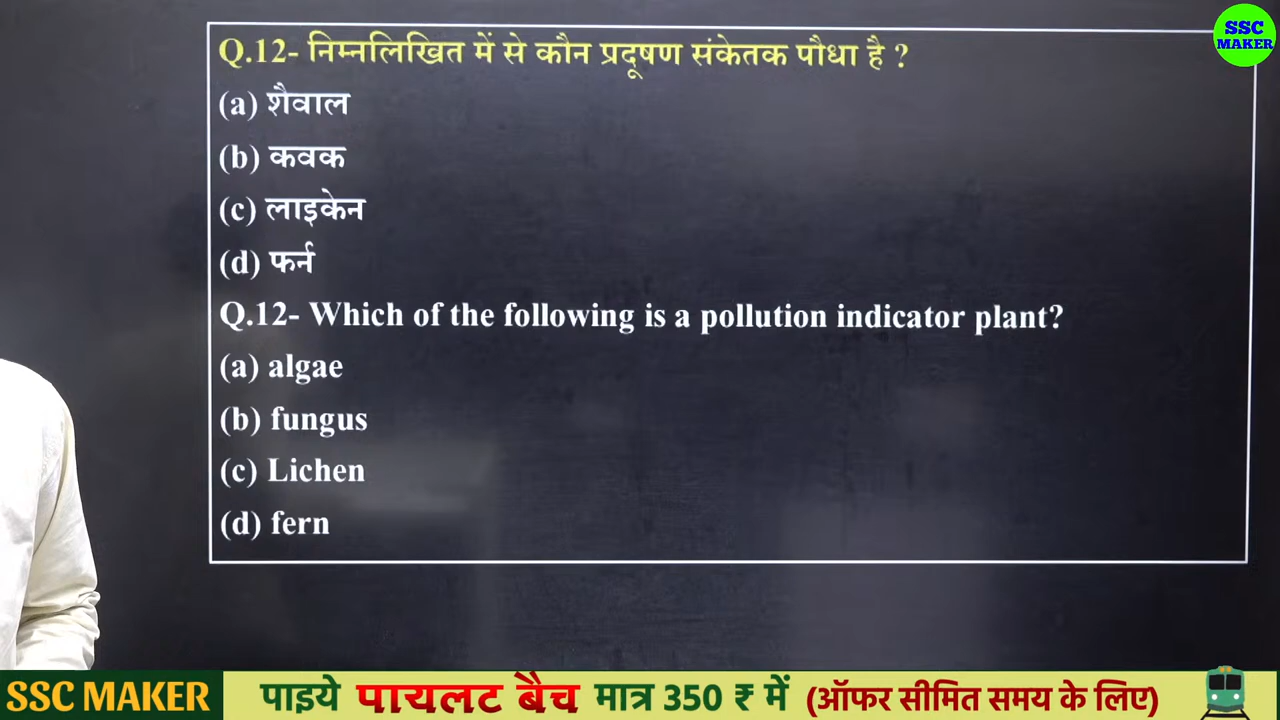 SSC
MAKER
Q.12- निम्नलिखित में से कौन प्रदूषण संकेतक पौधा है ?
(a) शैवाल
(b) कवक
(c) लाइकेन
(d) फर्न
Q.12- Which of the following is a pollution indicator plant?
(a) algae
(b) fungus
(c) Lichen
(d) fern
SSC MAKER पाइये पायलट बैच मात्र 350 ₹ में (ऑफर सीमित समय के लिए)